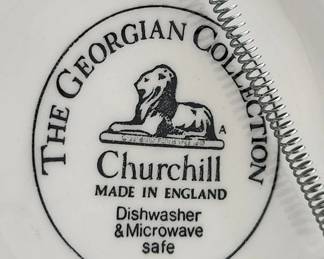 THE GEORGIAN COLLECTION
A
Churchill
MADE IN ENGLAND
Dishwasher
& Microwave
safe